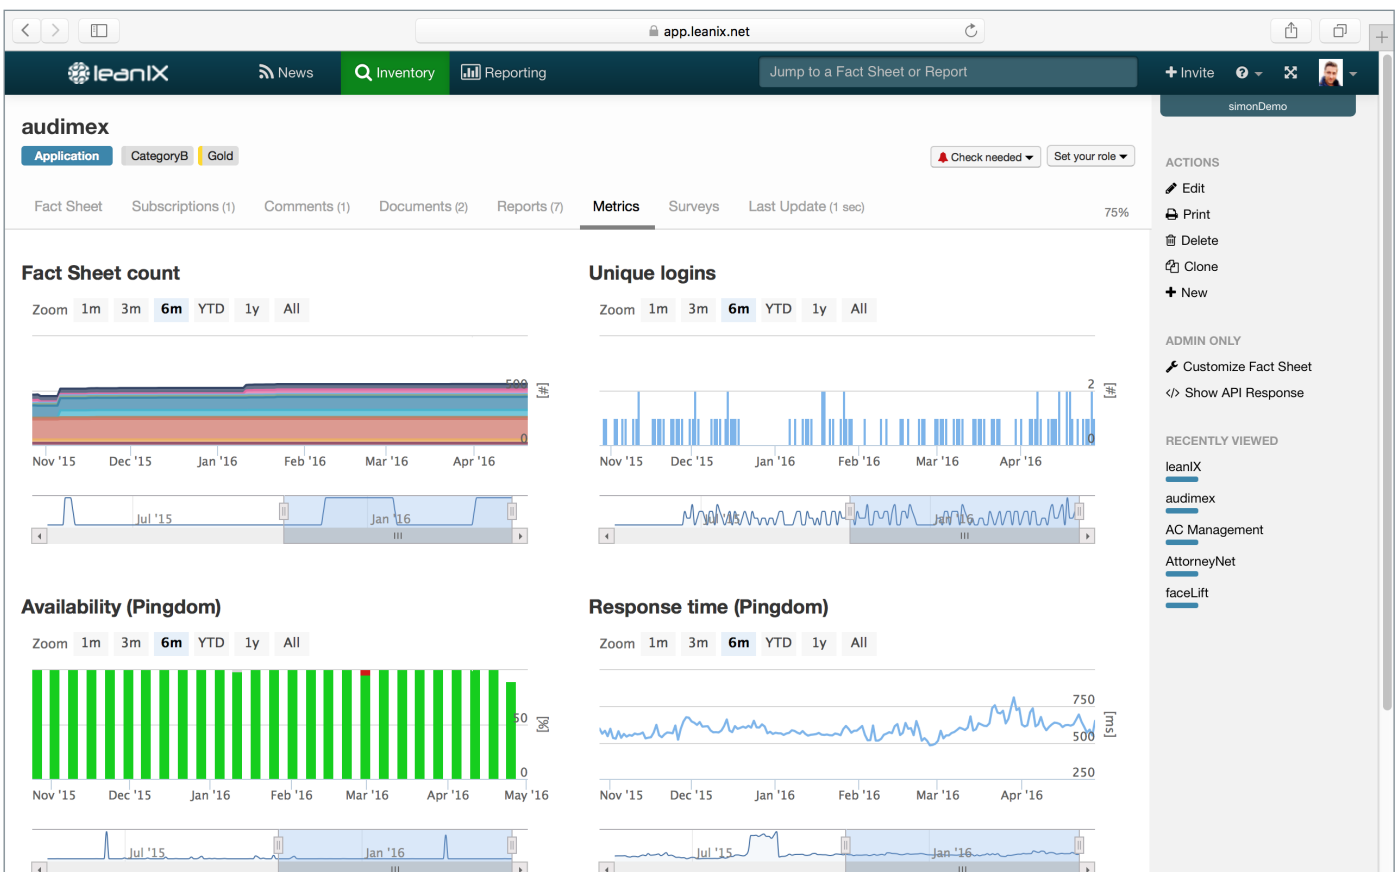 app.leanix.net
leanIX
News
Inventory
Reporting
Jump to a Fact Sheet or Report
Invite
simonDemo
audimex
Application
CategoryB
Gold
Check needed
Set your role
Fact Sheet
Subscriptions (1)
Comments (1)
Documents (2)
Reports (7)
Metrics
Surveys
Last Update (1 sec)
75%
Fact Sheet count
Zoom 1m 3m 6m YTD 1y All
500
[#]
0
Nov '15 Dec '15 Jan '16 Feb '16 Mar '16 Apr '16
Jul '15 Jan '16
Unique logins
Zoom 1m 3m 6m YTD 1y All
2
[#]
0
Nov '15 Dec '15 Jan '16 Feb '16 Mar '16 Apr '16
Jul '15 Jan '16
Availability (Pingdom)
Zoom 1m 3m 6m YTD 1y All
50
[%]
0
Nov '15 Dec '15 Jan '16 Feb '16 Mar '16 Apr '16 May '16
Jul '15 Jan '16
Response time (Pingdom)
Zoom 1m 3m 6m YTD 1y All
750
[ms]
500
250
Nov '15 Dec '15 Jan '16 Feb '16 Mar '16 Apr '16
Jul '15 Jan '16
ACTIONS
Edit
Print
Delete
Clone
New
ADMIN ONLY
Customize Fact Sheet
</> Show API Response
RECENTLY VIEWED
leanIX
audimex
AC Management
AttorneyNet
faceLift